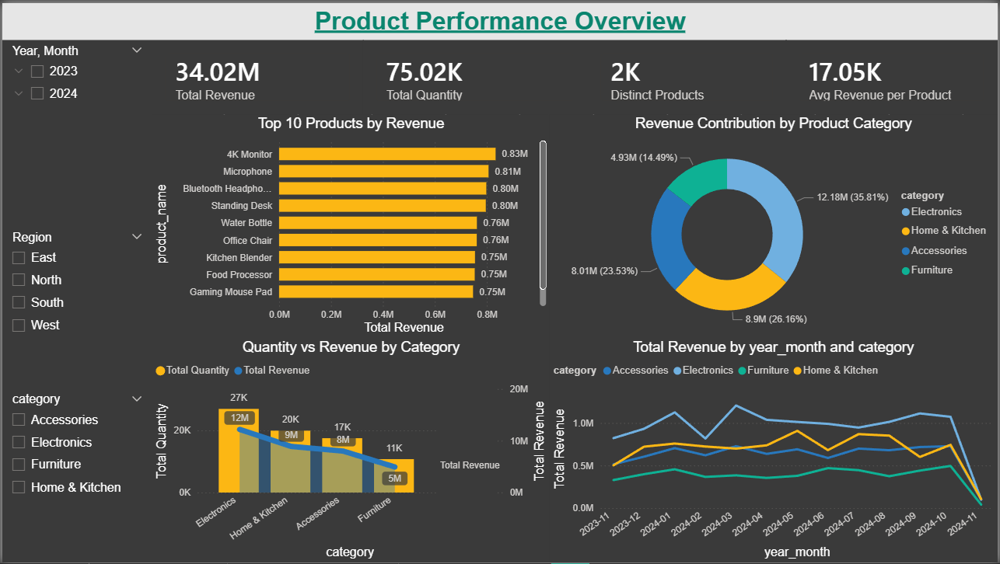 Product Performance Overview
Year, Month
2023
2024
34.02M
Total Revenue
75.02K
Total Quantity
2K
Distinct Products
17.05K
Avg Revenue per Product
Region
East
North
South
West
category
Accessories
Electronics
Furniture
Home & Kitchen
Top 10 Products by Revenue
product_name
4K Monitor 0.83M
Microphone 0.81M
Bluetooth Headpho... 0.80M
Standing Desk 0.80M
Water Bottle 0.76M
Office Chair 0.76M
Kitchen Blender 0.75M
Food Processor 0.75M
Gaming Mouse Pad 0.75M
0.0M 0.2M 0.4M 0.6M 0.8M
Total Revenue
Revenue Contribution by Product Category
4.93M (14.49%)
12.18M (35.81%)
8.01M (23.53%)
8.9M (26.16%)
category
Electronics
Home & Kitchen
Accessories
Furniture
Quantity vs Revenue by Category
Total Quantity Total Revenue
Total Quantity
20K
0K
27K
12M
20K
9M
17K
8M
11K
5M
20M
10M
0M
Total Revenue
Total Revenue
Electronics
Home & Kitchen
Accessories
Furniture
category
Total Revenue by year_month and category
category Accessories Electronics Furniture Home & Kitchen
Total Revenue
1.0M
0.5M
0.0M
2023-11
2023-12
2024-01
2024-02
2024-03
2024-04
2024-05
2024-06
2024-07
2024-08
2024-09
2024-10
2024-11
year_month